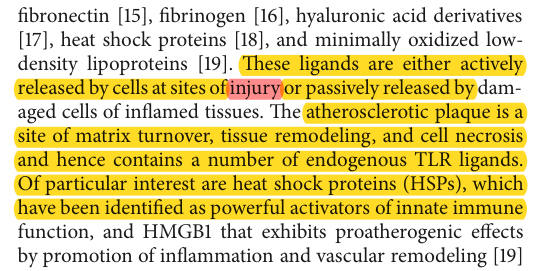 fibronectin [15], fibrinogen [16], hyaluronic acid derivatives
[17], heat shock proteins [18], and minimally oxidized low-
density lipoproteins [19]. These ligands are either actively
released by cells at sites of injury or passively released by dam-
aged cells of inflamed tissues. The atherosclerotic plaque is a
site of matrix turnover, tissue remodeling, and cell necrosis
and hence contains a number of endogenous TLR ligands.
Of particular interest are heat shock proteins (HSPs), which
have been identified as powerful activators of innate immune
function, and HMGB1 that exhibits proatherogenic effects
by promotion of inflammation and vascular remodeling [19]